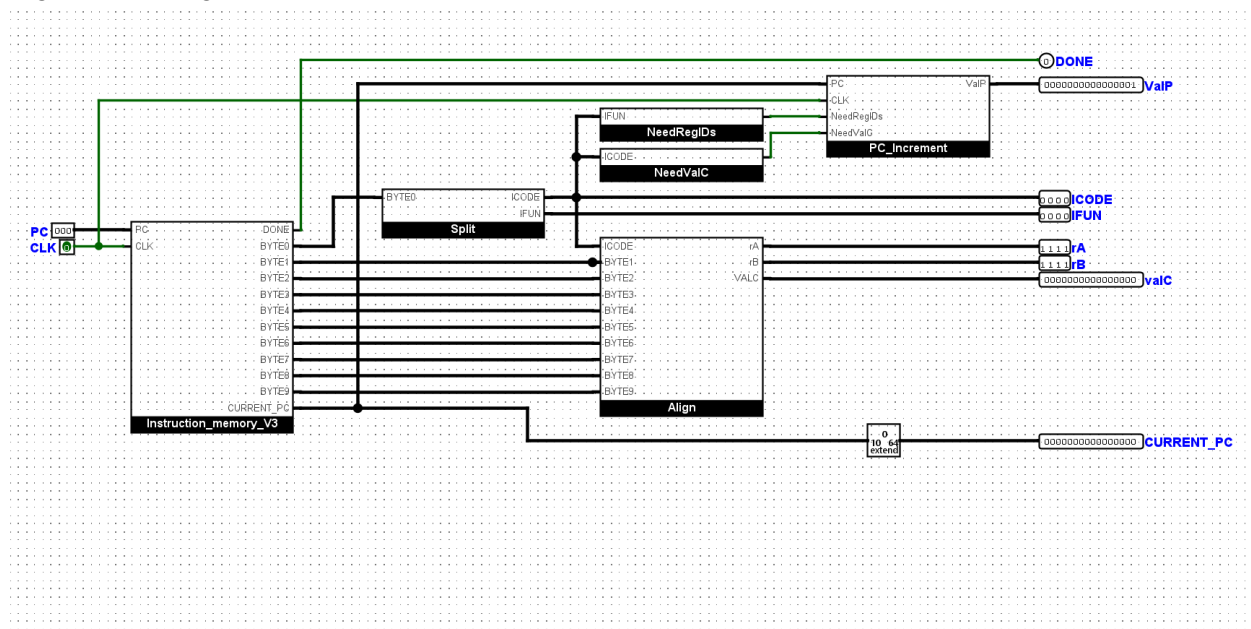 DONE
0
PC ValP
0000000000000001 ValP
CLK
IFUN
NeedRegIDs
NeedRegIDs
NeedValC
PC_Increment
ICODE
NeedValC
BYTE0 ICODE
IFUN
Split
0000 ICODE
0000 IFUN
PC 000
CLK 0
PC DONE
CLK BYTE0
BYTE1
BYTE2
BYTE3
BYTE4
BYTE5
BYTE6
BYTE7
BYTE8
BYTE9
CURRENT_PC
Instruction_memory_V3
ICODE rA
BYTE1 rB
BYTE2 VALC
BYTE3
BYTE4
BYTE5
BYTE6
BYTE7
BYTE8
BYTE9
Align
1111 rA
1111 rB
0000000000000000 valC
0
10 64
extend
0000000000000000 CURRENT_PC